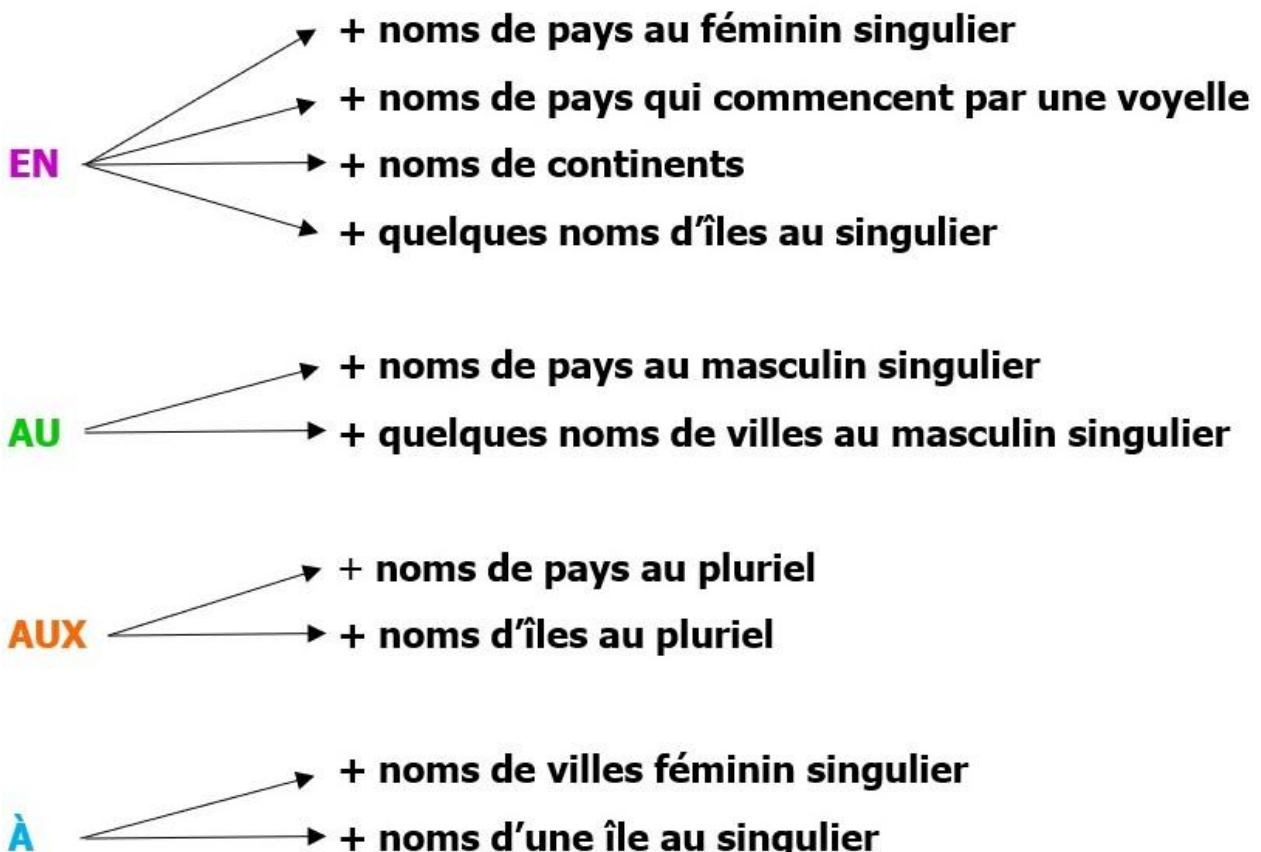 + noms de pays au féminin singulier
+ noms de pays qui commencent par une voyelle
EN + noms de continents
+ quelques noms d'îles au singulier
+ noms de pays au masculin singulier
AU + quelques noms de villes au masculin singulier
+ noms de pays au pluriel
AUX + noms d'îles au pluriel
+ noms de villes féminin singulier
À + noms d'une île au singulier